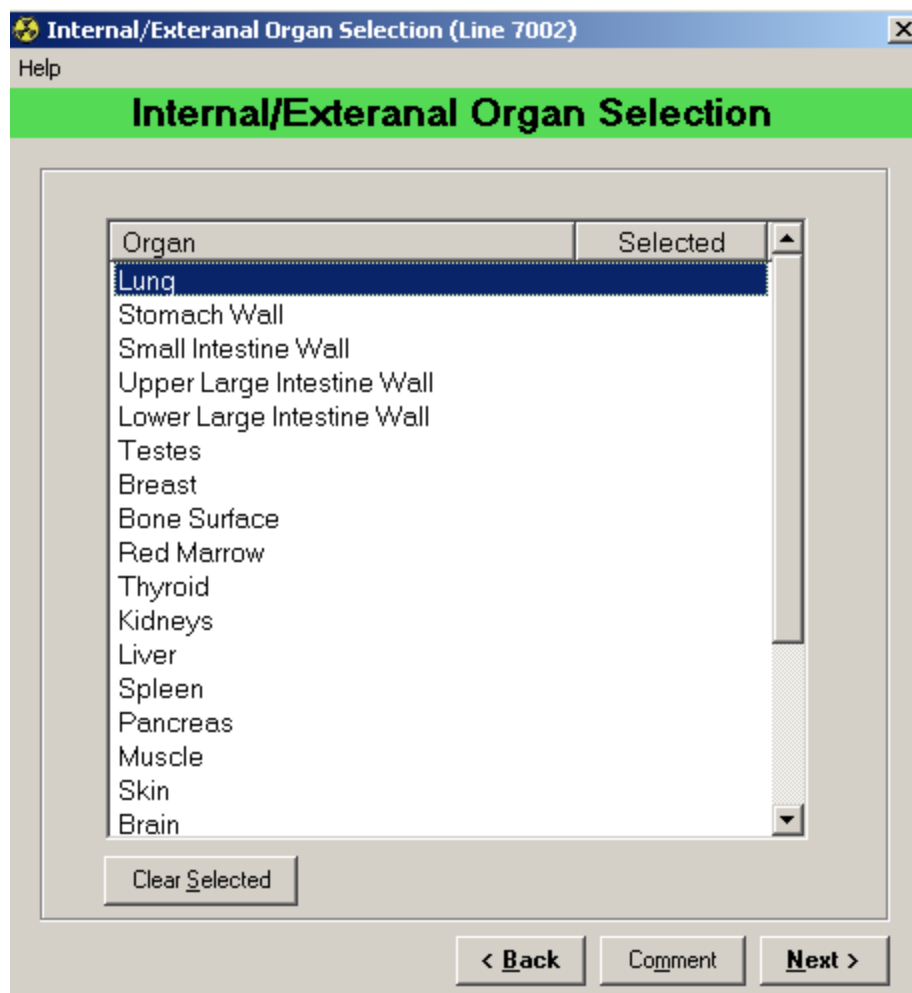 Internal/Exteranal Organ Selection (Line 7002)
Help
Internal/Exteranal Organ Selection
Organ Selected
Lung
Stomach Wall
Small Intestine Wall
Upper Large Intestine Wall
Lower Large Intestine Wall
Testes
Breast
Bone Surface
Red Marrow
Thyroid
Kidneys
Liver
Spleen
Pancreas
Muscle
Skin
Brain
Clear Selected
< Back Comment Next >